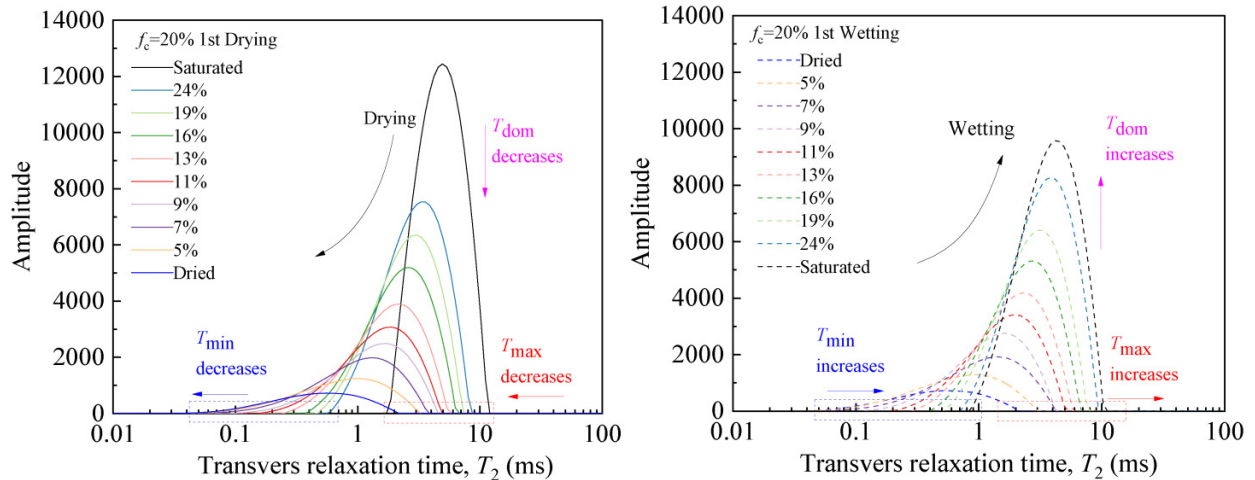 14000
12000
10000
8000
6000
4000
2000
0
Amplitude
f_c=20% 1st Drying
Saturated
24%
19%
16%
13%
11%
9%
7%
5%
Dried
Drying
T_dom
decreases
T_min
decreases
T_max
decreases
0.01
0.1
1
10
100
Transvers relaxation time, T_2 (ms)
14000
12000
10000
8000
6000
4000
2000
0
Amplitude
f_c=20% 1st Wetting
Dried
5%
7%
9%
11%
13%
16%
19%
24%
Saturated
Wetting
T_dom
increases
T_min
increases
T_max
increases
0.01
0.1
1
10
100
Transvers relaxation time, T_2 (ms)